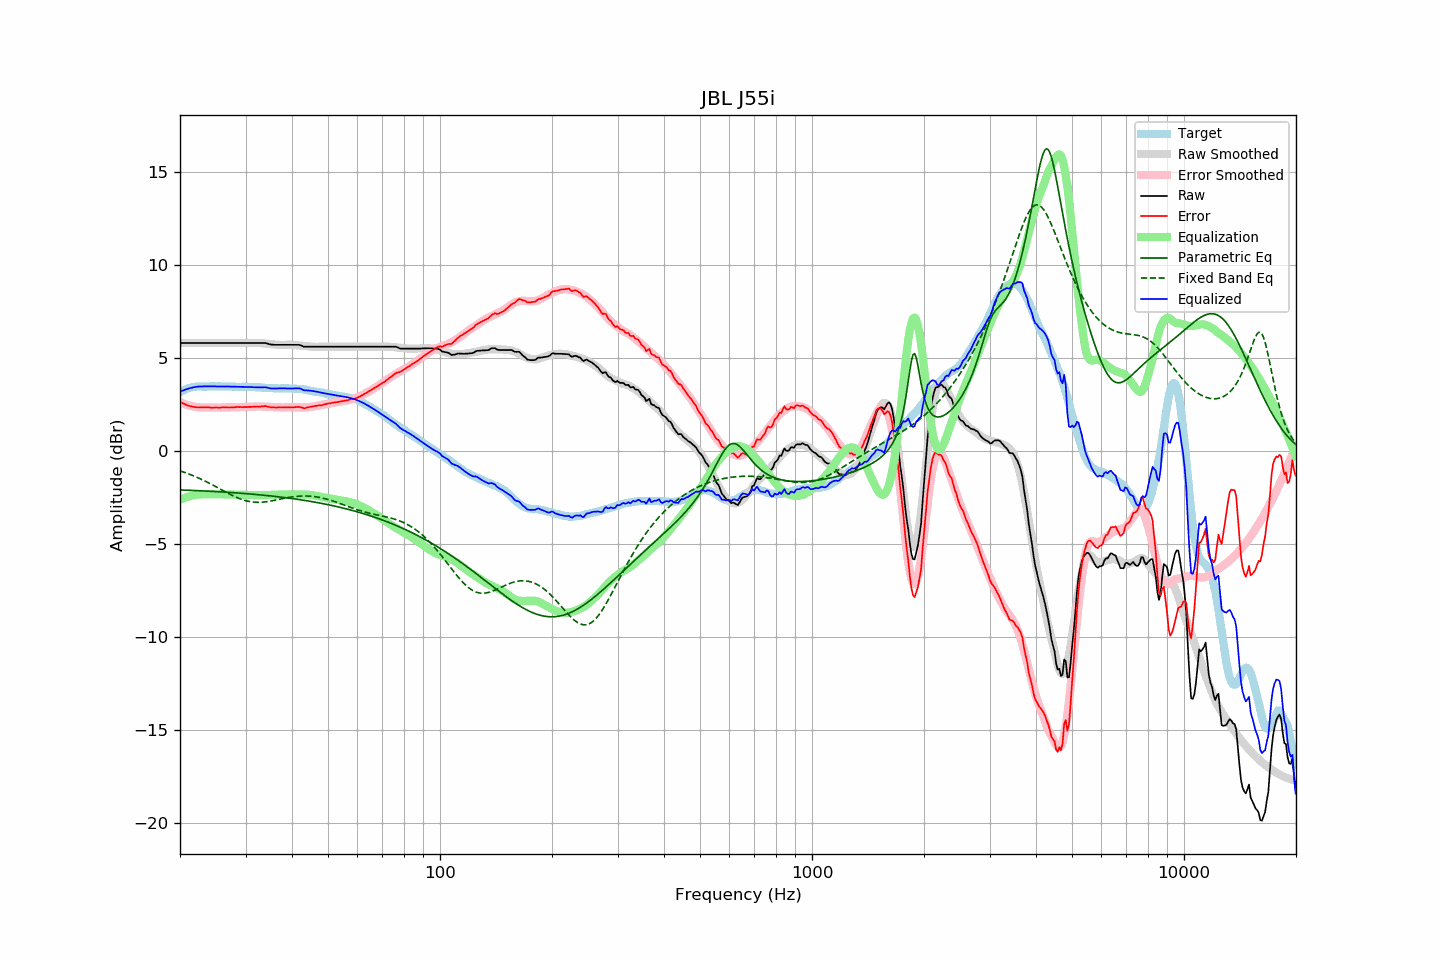 JBL J55i
Target
Raw Smoothed
Error Smoothed
Raw
Error
Equalization
Parametric Eq
Fixed Band Eq
Equalized
15
10
5
0
−5
−10
−15
−20
Amplitude (dBr)
100 1000 10000
Frequency (Hz)